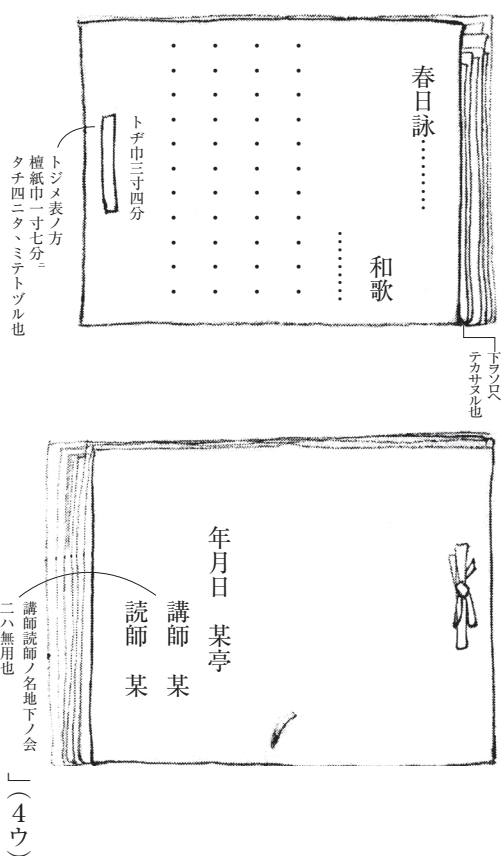 春日詠………
和歌
………
トヂ巾三寸四分
トジメ表ノ方
檀紙巾一寸七分ニ
タチ四ニタヽミテトヅル也
下ヲソロヘ
テカサヌル也
年月日　某亭
講師　某
読師　某
講師読師ノ名地下ノ会
ニハ無用也
」（4ウ）